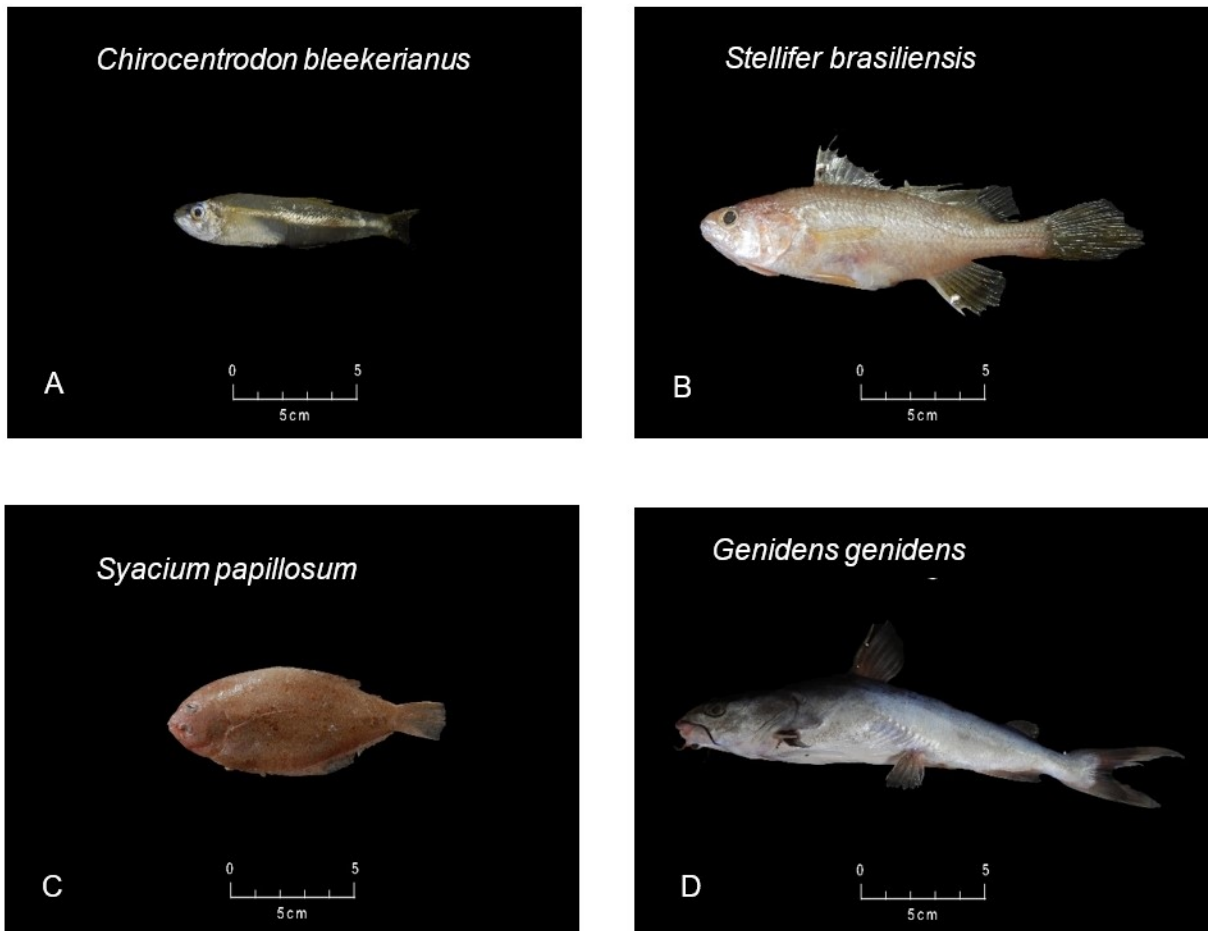 Chirocentrodon bleekerianus
0 5
5cm
A
Stellifer brasiliensis
0 5
5cm
B
Syacium papillosum
0 5
5cm
C
Genidens genidens
0 5
5cm
D